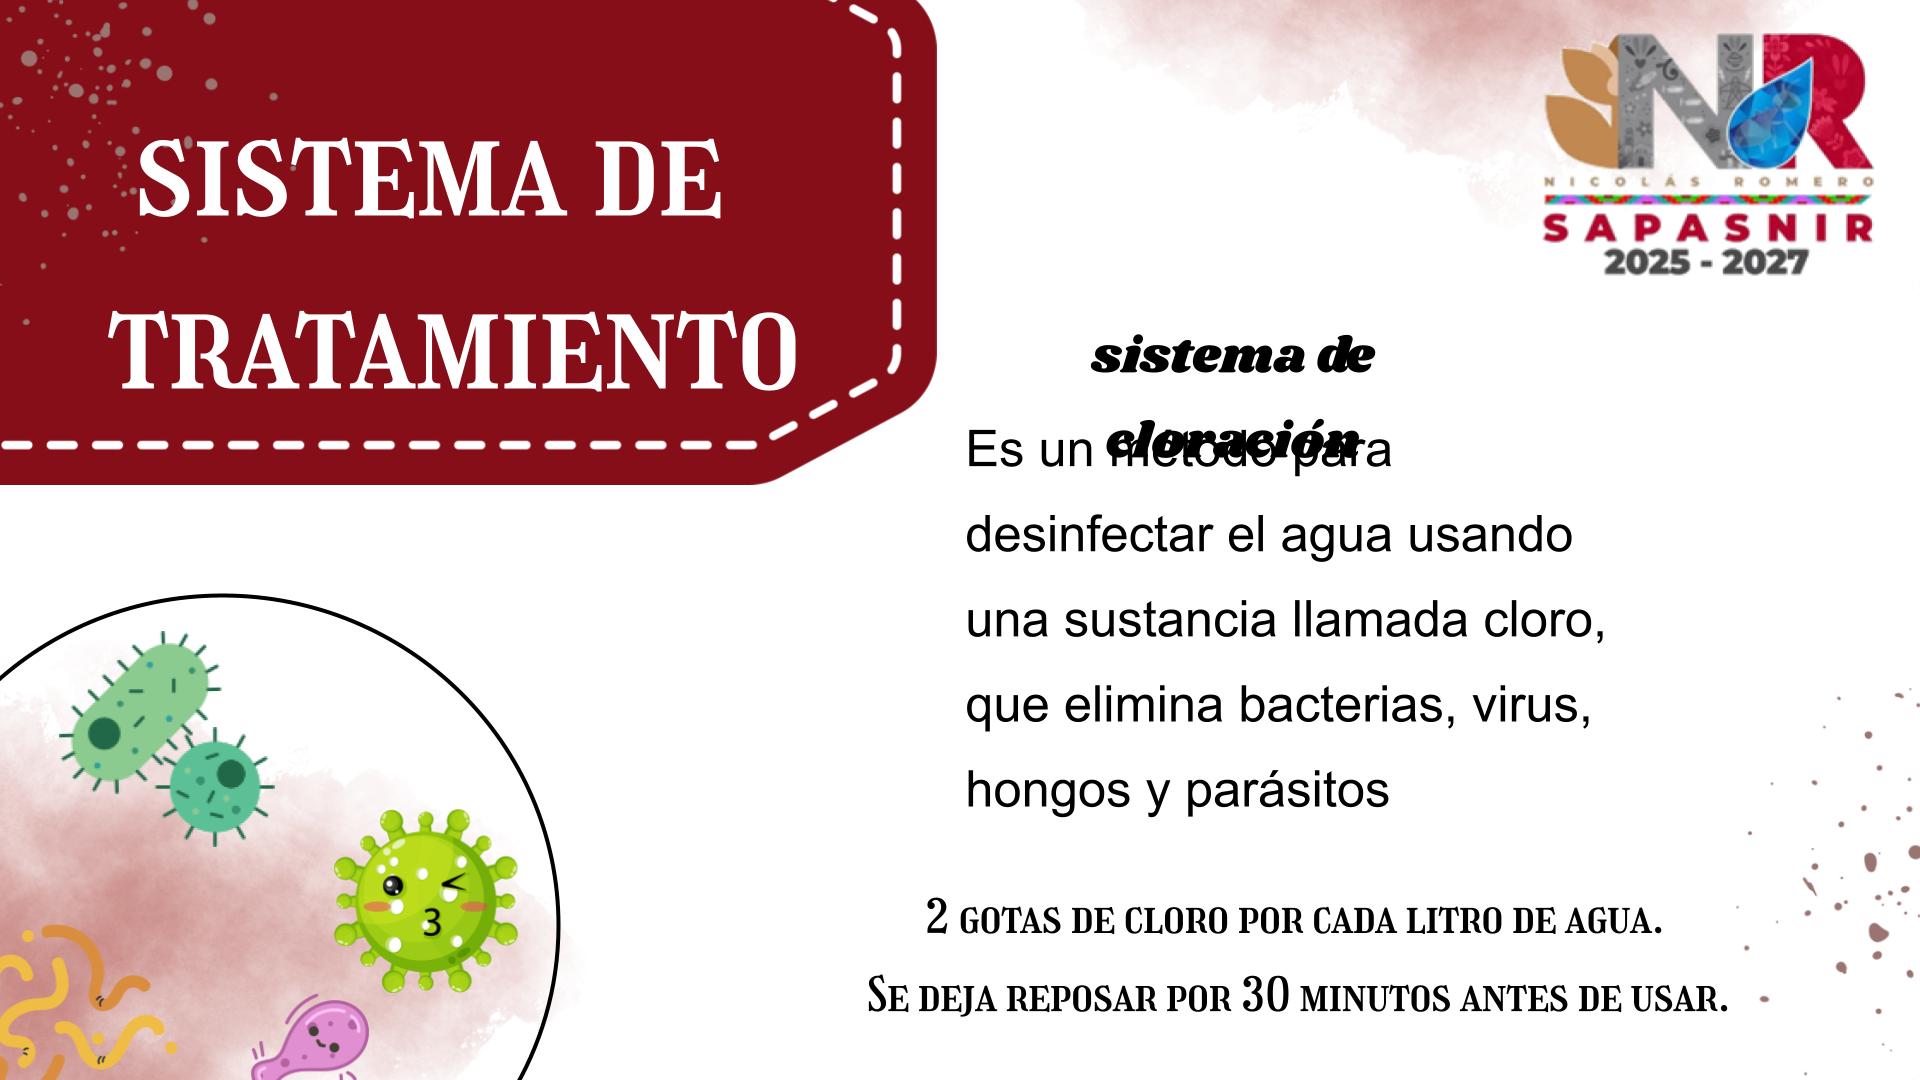 SISTEMA DE
TRATAMIENTO
NICOLÁS ROMERO
SAPASNIR
2025 - 2027
sistema de
cloración
Es un método para
desinfectar el agua usando
una sustancia llamada cloro,
que elimina bacterias, virus,
hongos y parásitos
2 GOTAS DE CLORO POR CADA LITRO DE AGUA.
SE DEJA REPOSAR POR 30 MINUTOS ANTES DE USAR.